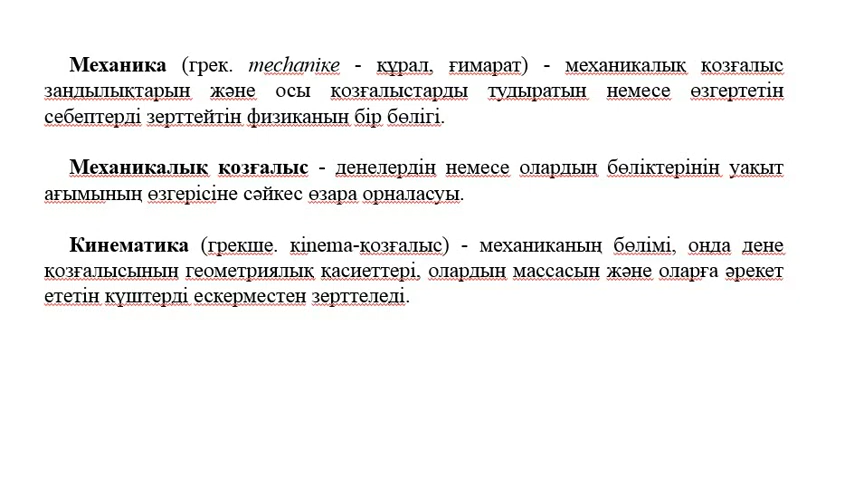 Механика (грек. mechanike - құрал, ғимарат) - механикалық қозғалыс
заңдылықтарын және осы қозғалыстарды тудыратын немесе өзгертетін
себептерді зерттейтін физиканың бір бөлігі.
Механикалық қозғалыс - денелердің немесе олардың бөліктерінің уақыт
ағымының өзгерісіне сәйкес өзара орналасуы.
Кинематика (грекше. кinema-қозғалыс) - механиканың бөлімі, онда дене
қозғалысының геометриялық қасиеттері, олардың массасын және оларға әрекет
ететін күштерді ескерместен зерттеледі.